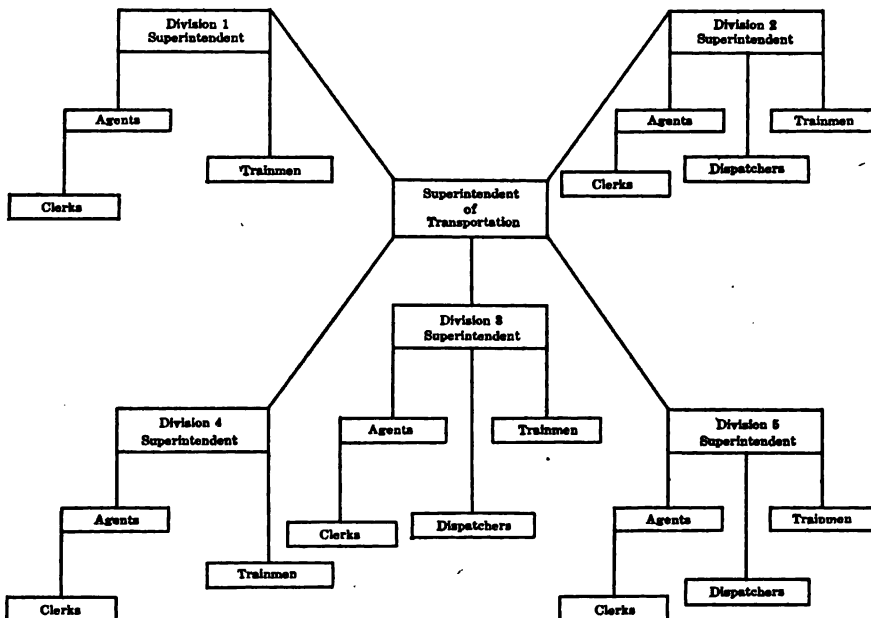 Division 1
Superintendent
Agents
Trainmen
Clerks
Division 2
Superintendent
Agents
Trainmen
Dispatchers
Clerks
Superintendent
of
Transportation
Division 3
Superintendent
Agents
Trainmen
Clerks
Dispatchers
Division 4
Superintendent
Agents
Trainmen
Clerks
Division 5
Superintendent
Agents
Trainmen
Dispatchers
Clerks